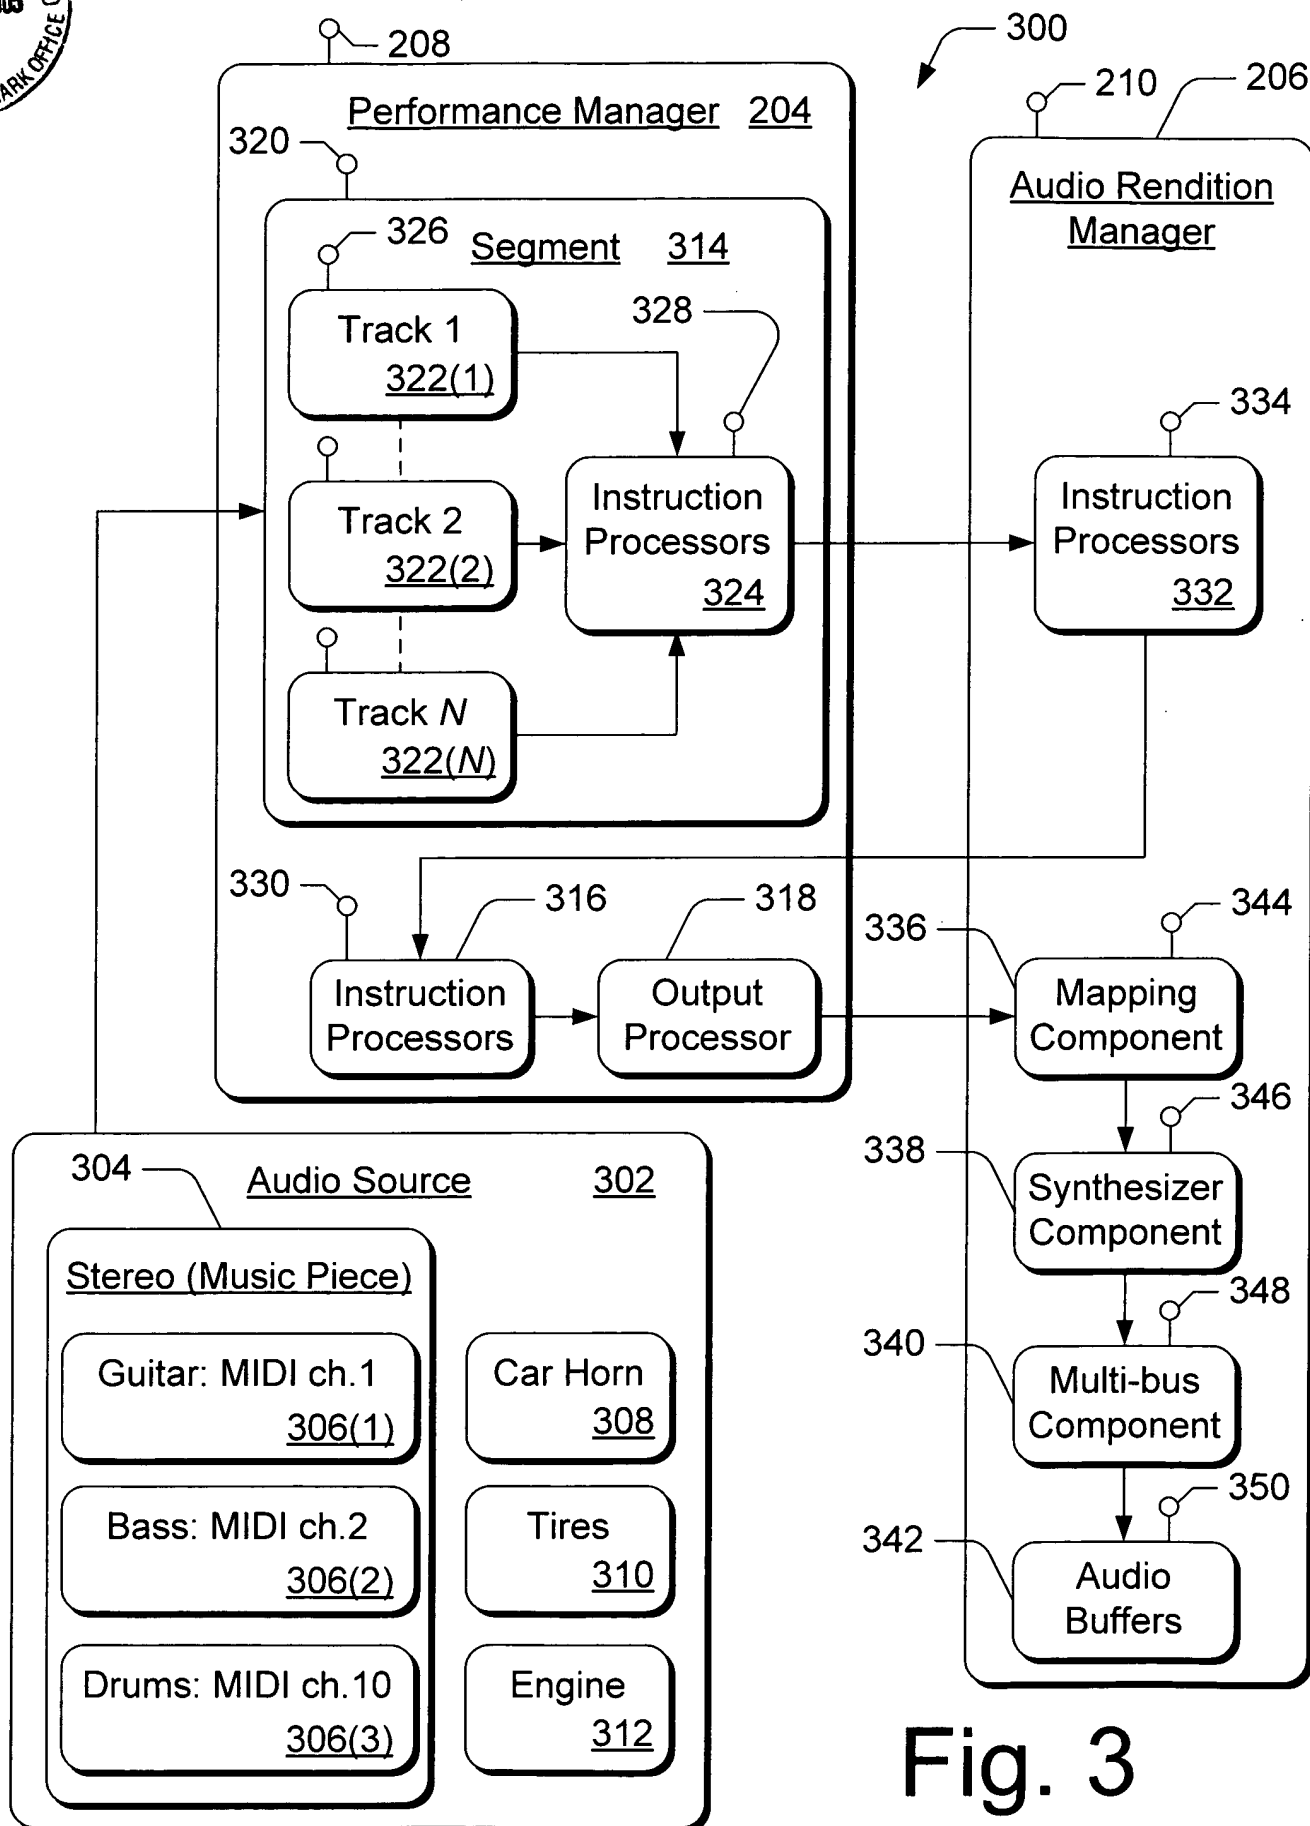 ARK OFFICE
208
300
210
206
Performance Manager 204
320
Audio Rendition
Manager
326
Segment 314
328
Track 1
322(1)
334
Instruction
Processors
324
Instruction
Processors
332
Track 2
322(2)
Track N
322(N)
330
316
318
336
344
Instruction
Processors
Output
Processor
Mapping
Component
346
304
Audio Source 302
338
Synthesizer
Component
Stereo (Music Piece)
348
340
Guitar: MIDI ch.1
306(1)
Car Horn
308
Multi-bus
Component
350
Bass: MIDI ch.2
306(2)
Tires
310
342
Audio
Buffers
Drums: MIDI ch.10
306(3)
Engine
312
Fig. 3